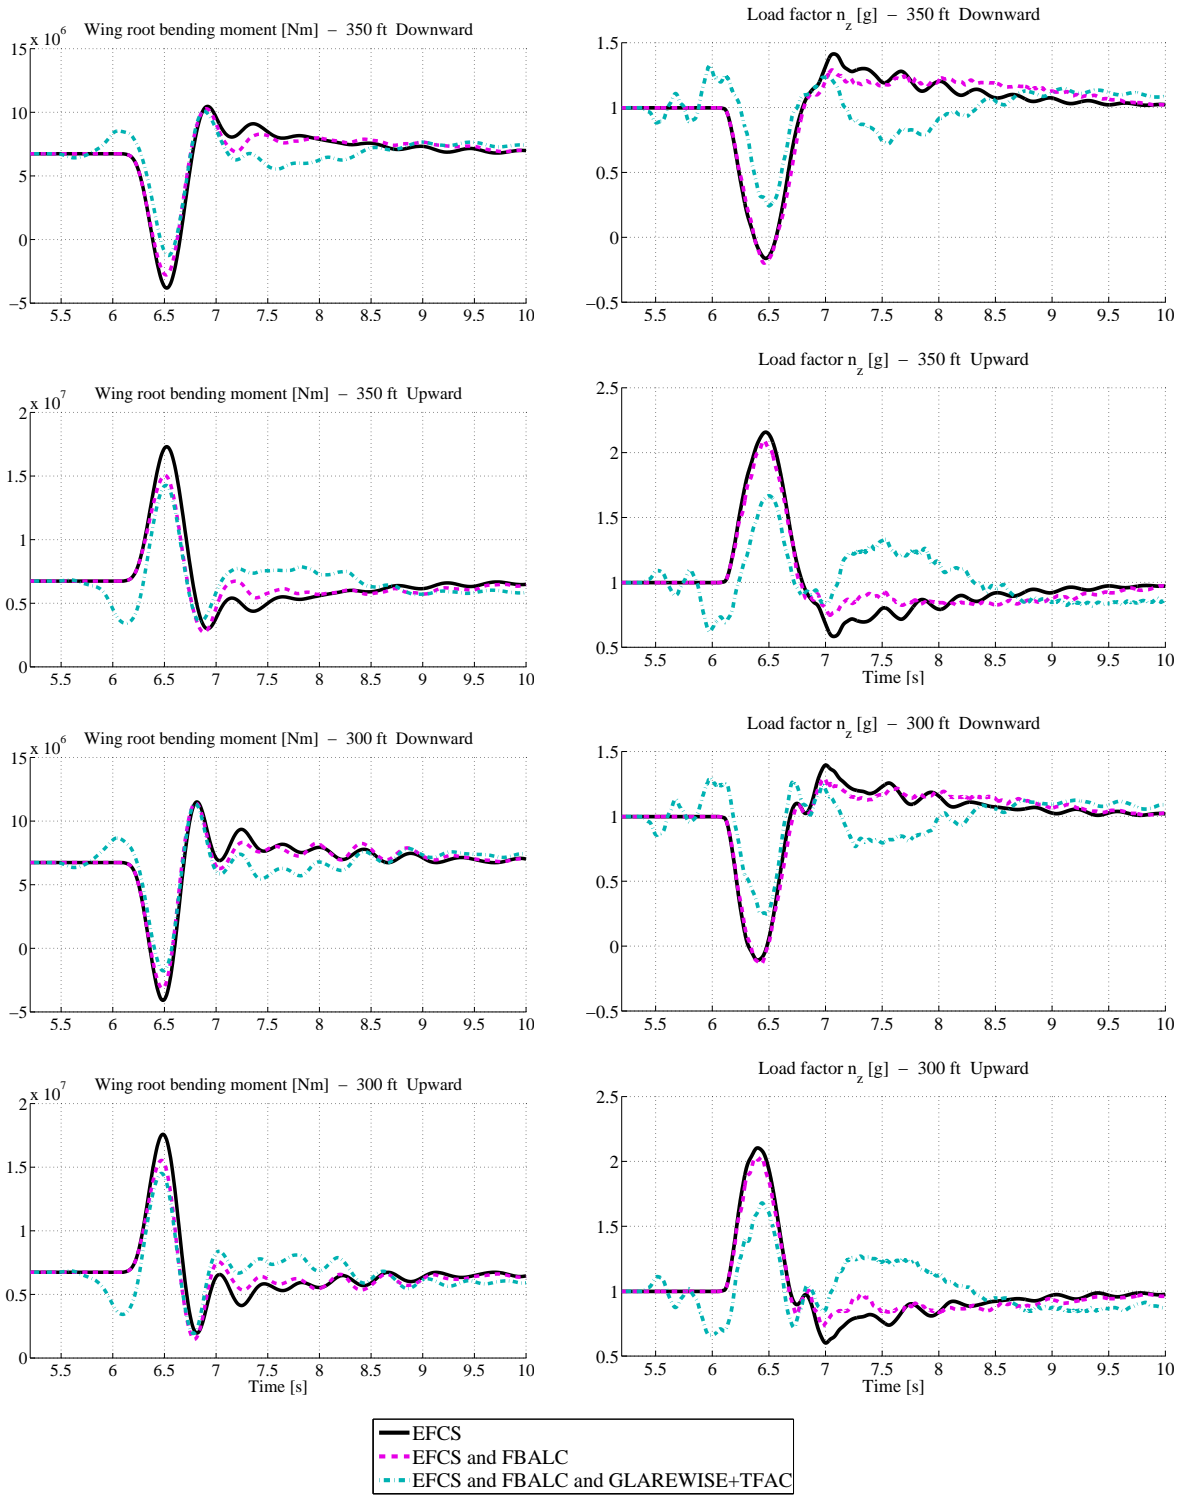 Wing root bending moment [Nm] – 350 ft Downward
x 10^6
15
10
5
0
−5
5.5 6 6.5 7 7.5 8 8.5 9 9.5 10
Load factor n_z [g] – 350 ft Downward
1.5
1
0.5
0
−0.5
5.5 6 6.5 7 7.5 8 8.5 9 9.5 10
Wing root bending moment [Nm] – 350 ft Upward
x 10^7
2
1.5
1
0.5
0
5.5 6 6.5 7 7.5 8 8.5 9 9.5 10
Load factor n_z [g] – 350 ft Upward
2.5
2
1.5
1
0.5
5.5 6 6.5 7 7.5 8 8.5 9 9.5 10
Time [s]
Wing root bending moment [Nm] – 300 ft Downward
x 10^6
15
10
5
0
−5
5.5 6 6.5 7 7.5 8 8.5 9 9.5 10
Load factor n_z [g] – 300 ft Downward
1.5
1
0.5
0
−0.5
5.5 6 6.5 7 7.5 8 8.5 9 9.5 10
Wing root bending moment [Nm] – 300 ft Upward
x 10^7
2
1.5
1
0.5
0
5.5 6 6.5 7 7.5 8 8.5 9 9.5 10
Time [s]
Load factor n_z [g] – 300 ft Upward
2.5
2
1.5
1
0.5
5.5 6 6.5 7 7.5 8 8.5 9 9.5 10
Time [s]
EFCS
EFCS and FBALC
EFCS and FBALC and GLAREWISE+TFAC